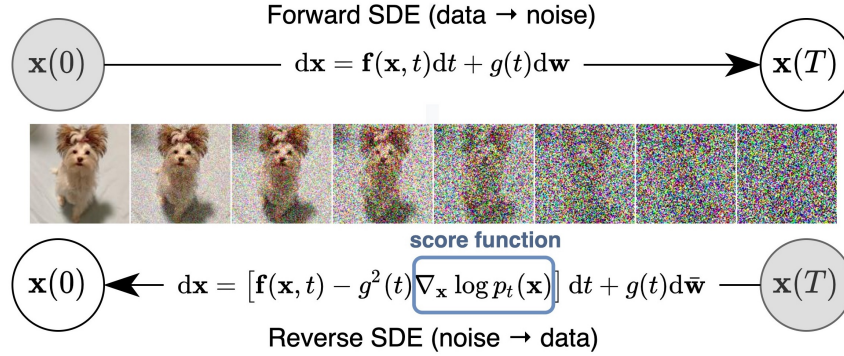 Forward SDE (data → noise)
x(0) dx = f(x, t)dt + g(t)dw x(T)
score function
x(0) dx = [f(x, t) − g²(t)∇ₓ log pₜ(x)] dt + g(t)dw̄ x(T)
Reverse SDE (noise → data)